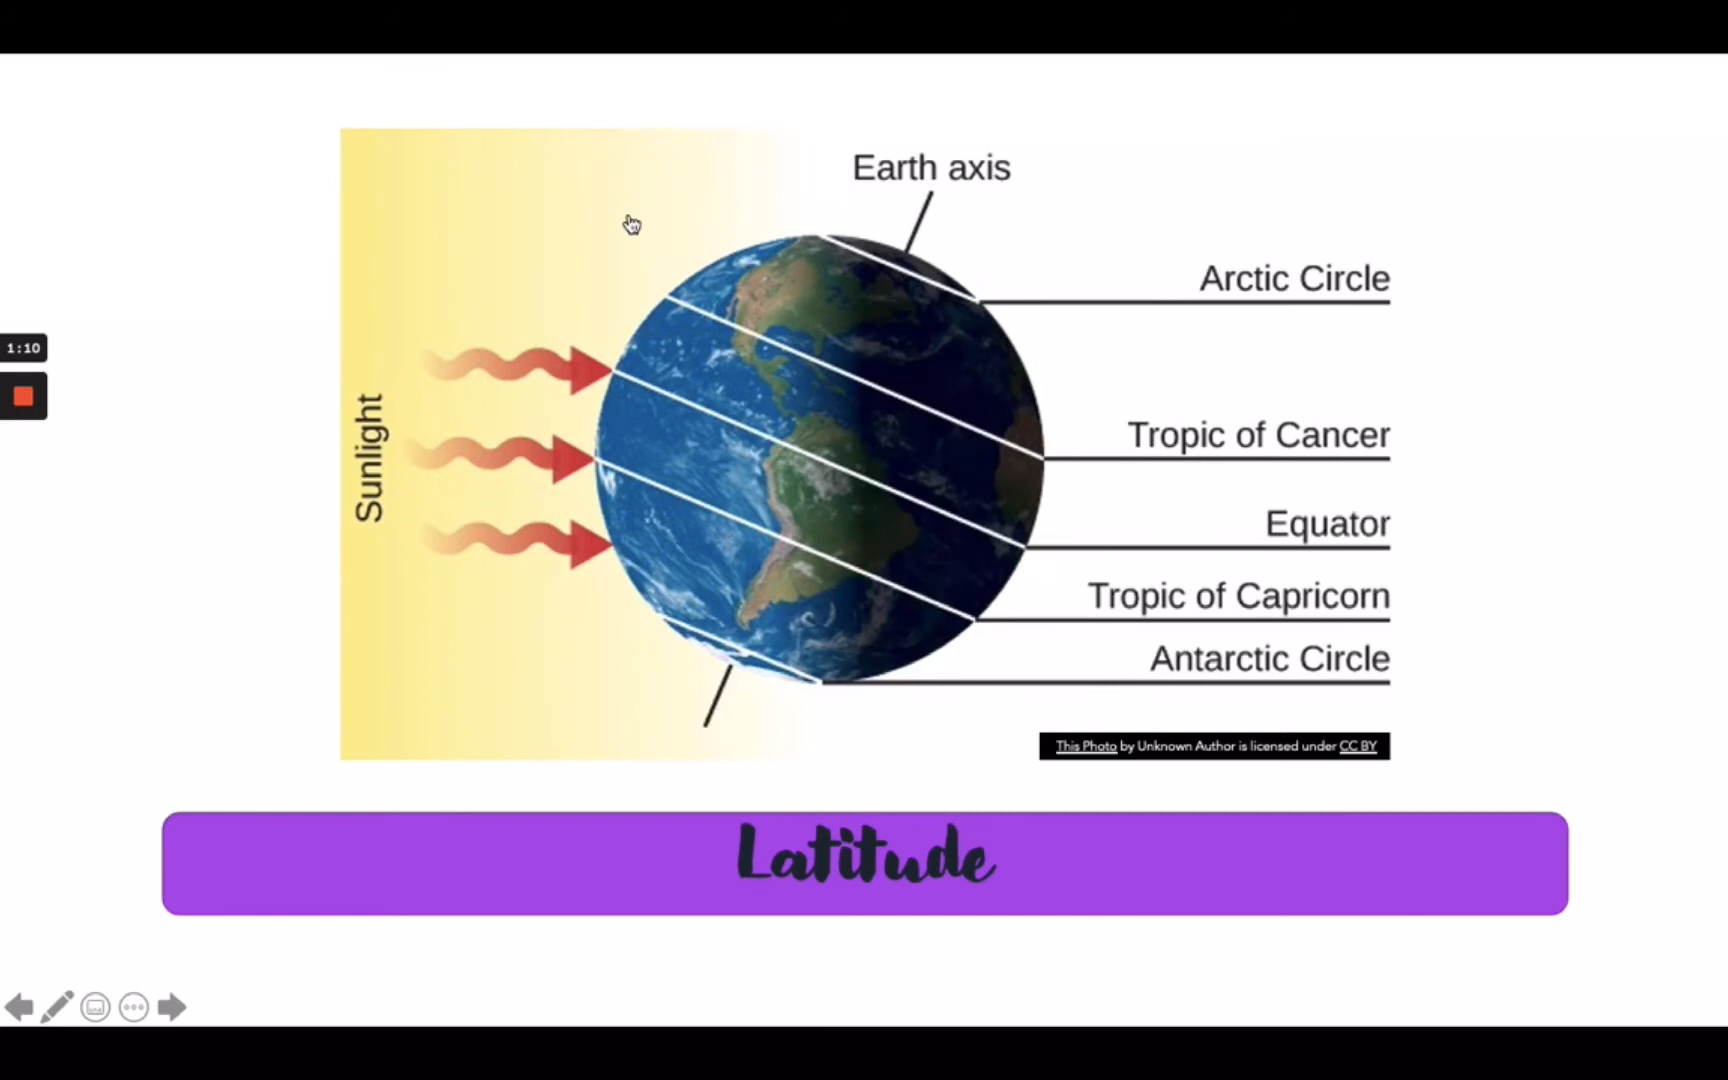 Earth axis
Arctic Circle
1:10
Sunlight
Tropic of Cancer
Equator
Tropic of Capricorn
Antarctic Circle
This Photo by Unknown Author is licensed under CC BY
Latitude